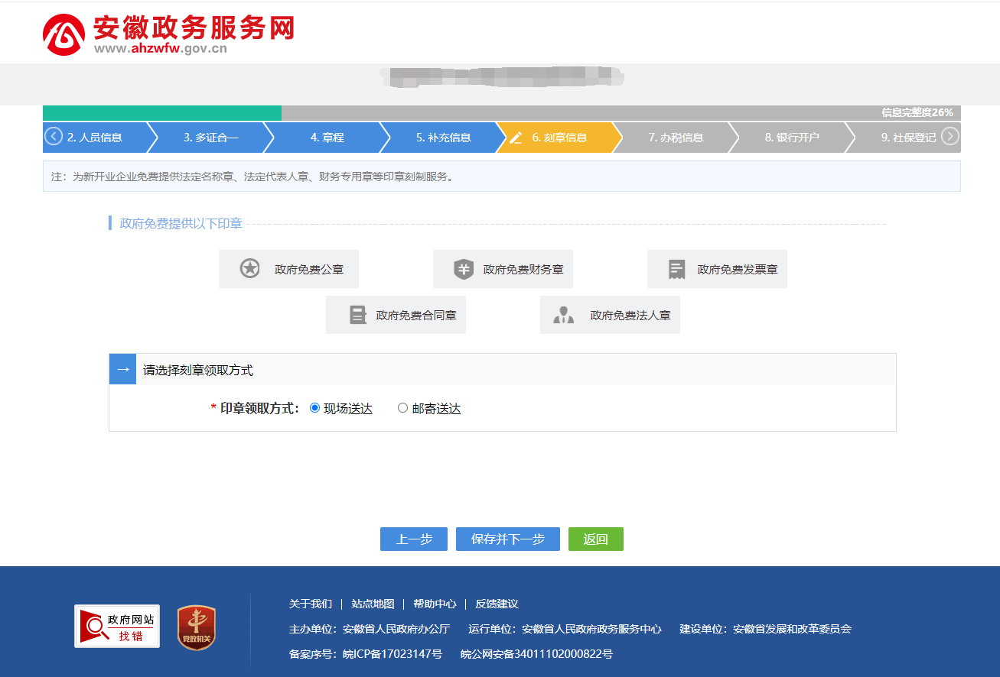 安徽政务服务网
www.ahzwfw.gov.cn
信息完整度26%
2. 人员信息 3. 多证合一 4. 章程 5. 补充信息 6. 刻章信息 7. 办税信息 8. 银行开户 9. 社保登记
注：为新开业企业免费提供法定名称章、法定代表人章、财务专用章等印章刻制服务。
政府免费提供以下印章
政府免费公章 政府免费财务章 政府免费发票章
政府免费合同章 政府免费法人章
→ 请选择刻章领取方式
* 印章领取方式： 现场送达 邮寄送达
上一步 保存并下一步 返回
政府网站
找错
党政机关
关于我们 | 站点地图 | 帮助中心 | 反馈建议
主办单位：安徽省人民政府办公厅 运行单位：安徽省人民政府政务服务中心 建设单位：安徽省发展和改革委员会
备案序号：皖ICP备17023147号 皖公网安备34011102000822号